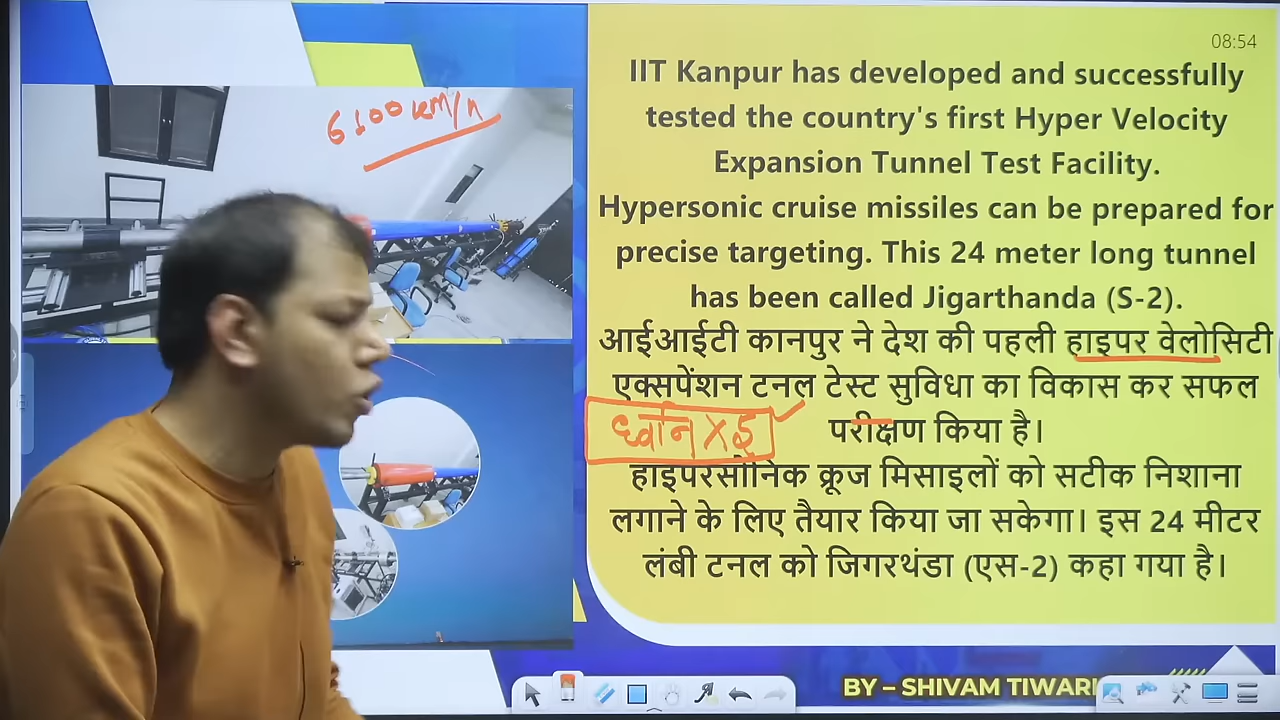 08:54
6100 km/h
IIT Kanpur has developed and successfully
tested the country's first Hyper Velocity
Expansion Tunnel Test Facility.
Hypersonic cruise missiles can be prepared for
precise targeting. This 24 meter long tunnel
has been called Jigarthanda (S-2).
आईआईटी कानपुर ने देश की पहली हाइपर वेलोसिटी
एक्सपेंशन टनल टेस्ट सुविधा का विकास कर सफल
ध्वनि X
परीक्षण किया है।
हाइपरसोनिक क्रूज मिसाइलों को सटीक निशाना
लगाने के लिए तैयार किया जा सकेगा। इस 24 मीटर
लंबी टनल को जिगरथंडा (एस-2) कहा गया है।
BY – SHIVAM TIWARI